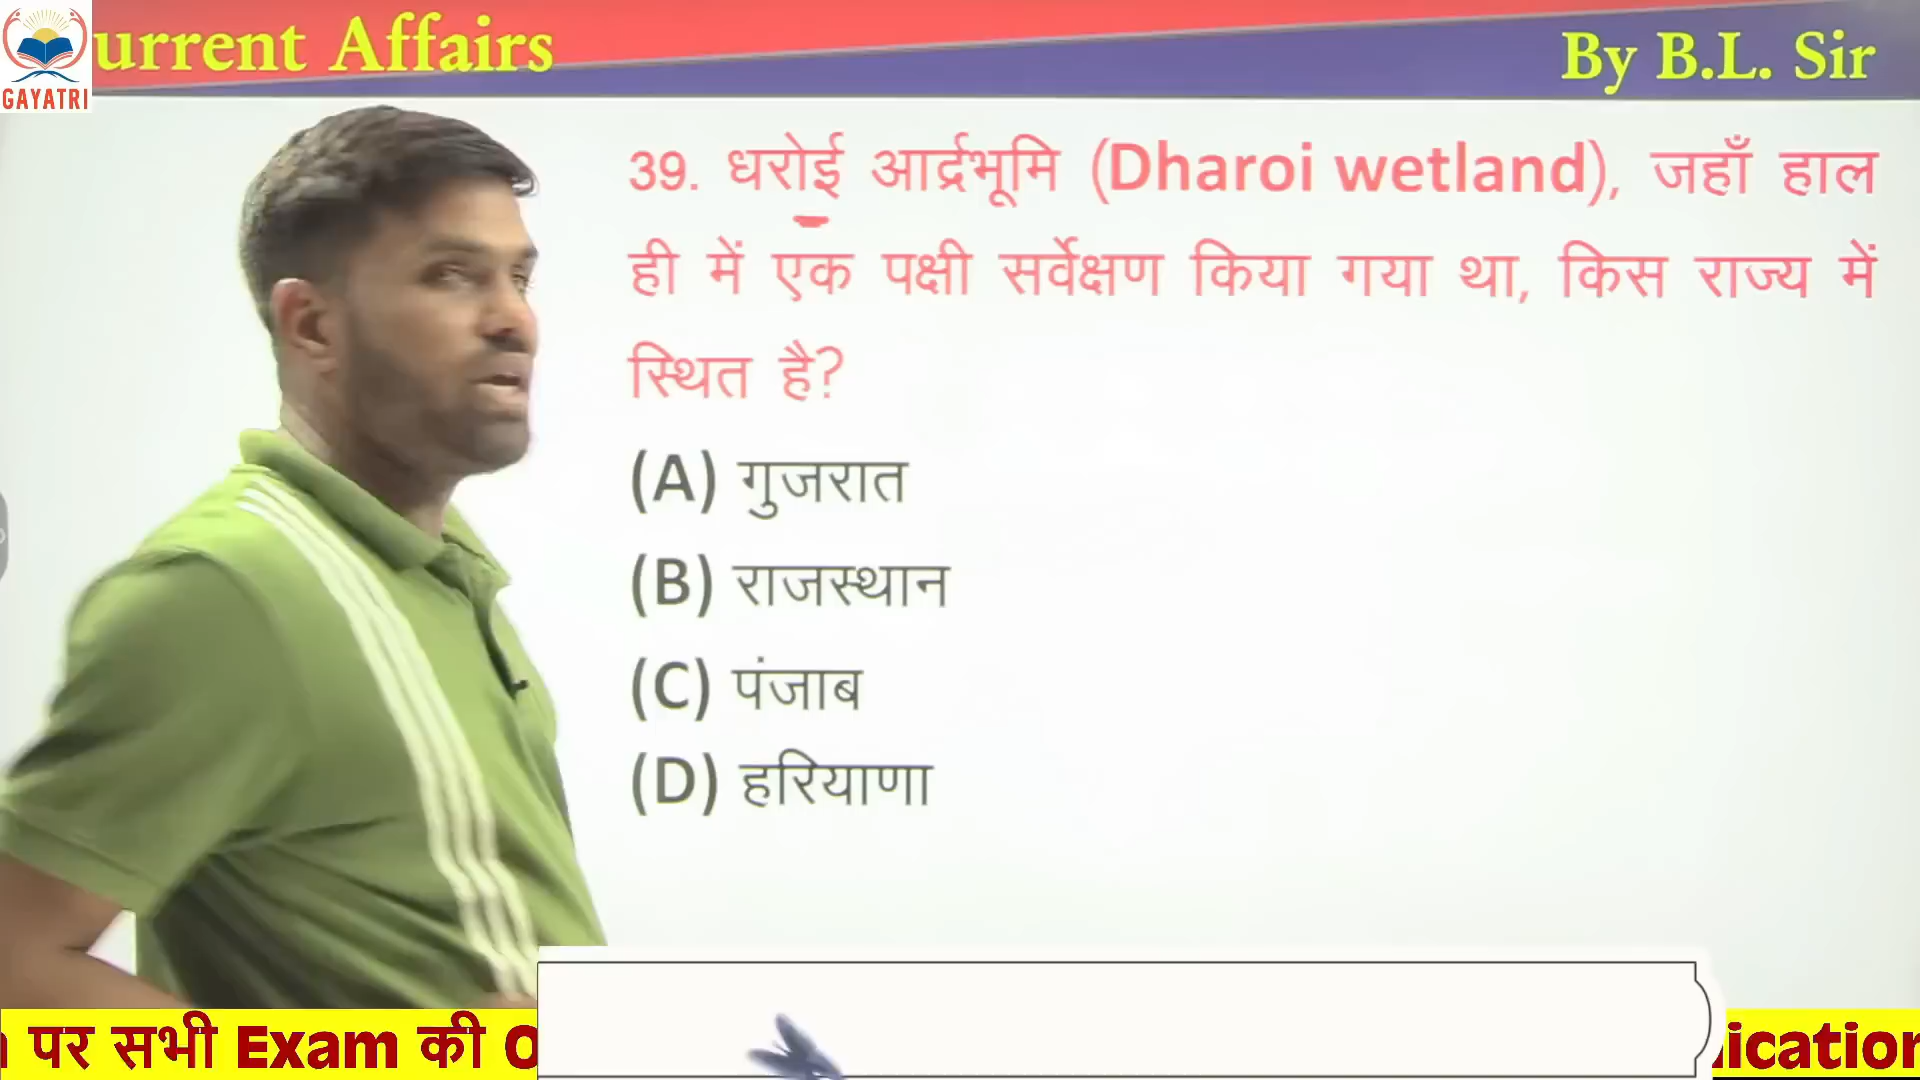 urrent Affairs
By B.L. Sir
GAYATRI
39. धरोई आर्द्रभूमि (Dharoi wetland), जहाँ हाल
ही में एक पक्षी सर्वेक्षण किया गया था, किस राज्य में
स्थित है?
(A) गुजरात
(B) राजस्थान
(C) पंजाब
(D) हरियाणा
पर सभी Exam की
ication